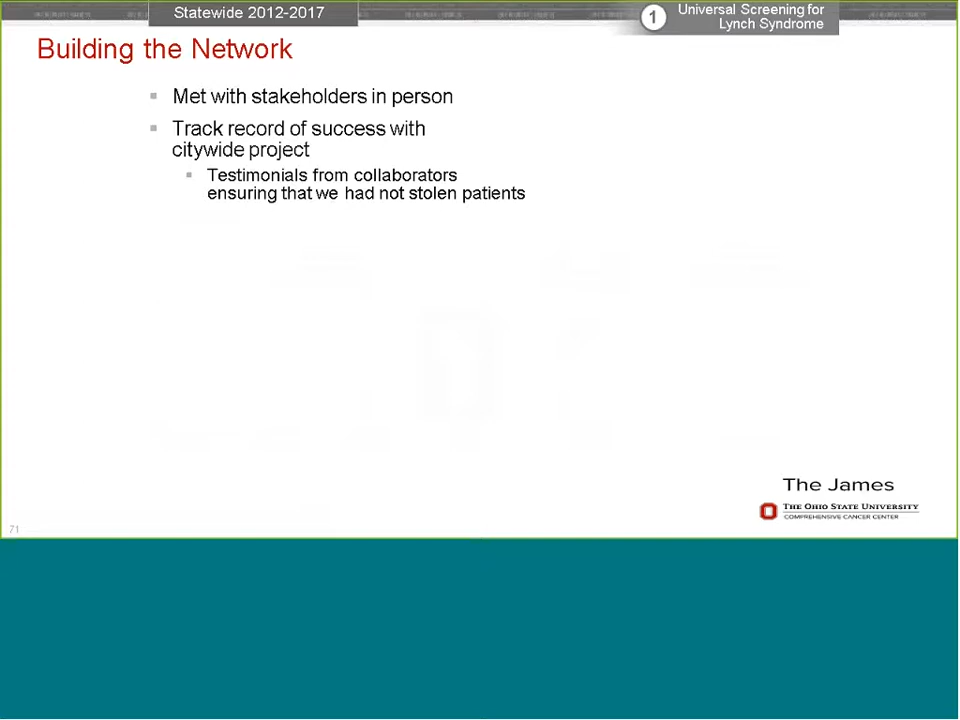 Statewide 2012-2017
1
Universal Screening for
Lynch Syndrome
Building the Network
Met with stakeholders in person
Track record of success with
citywide project
Testimonials from collaborators
ensuring that we had not stolen patients
The James
THE OHIO STATE UNIVERSITY
COMPREHENSIVE CANCER CENTER
71